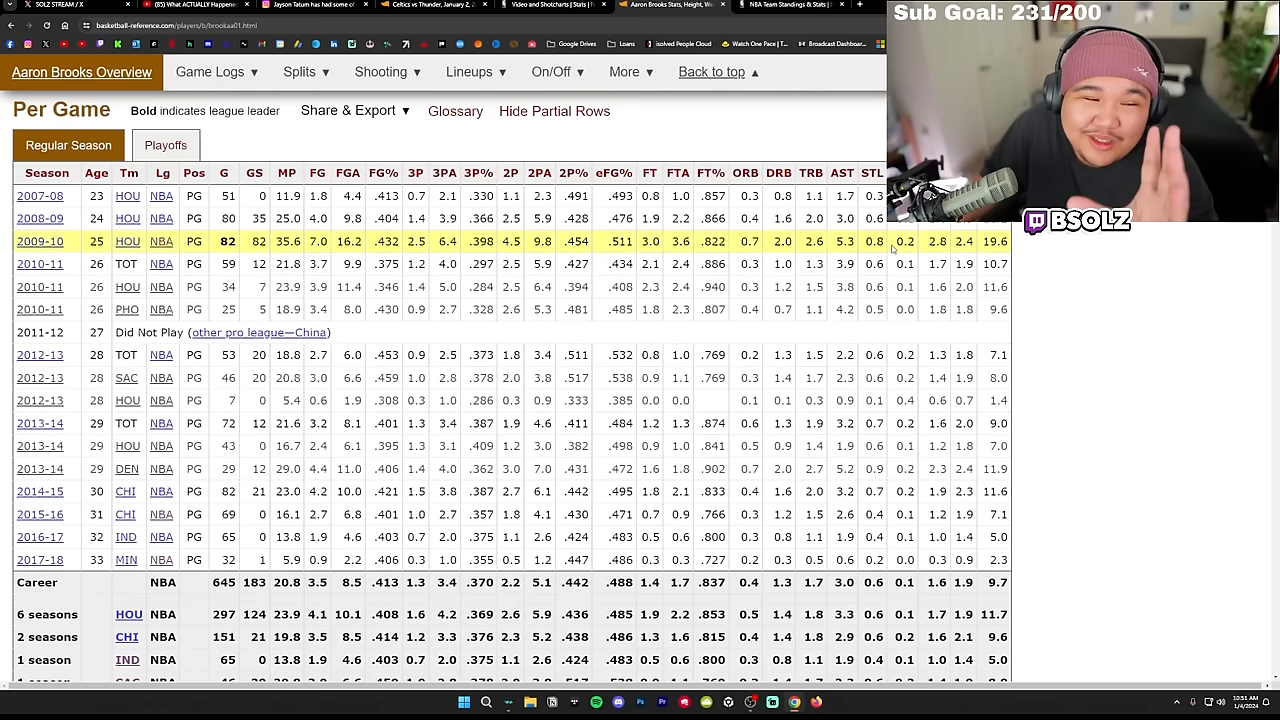 SOLZ STREAM / X
(85) What ACTUALLY Happene
Jayson Tatum has had some of
Celtics vs Thunder, January 2,
Video and Shotcharts | Stats | N
Aaron Brooks Stats, Height, W
NBA Team Standings & Stats |
basketball-reference.com/players/b/brookaa01.html
Google Drives
Loans
isolved People Cloud
Watch One Pace | T...
Broadcast Dashboar...
Sub Goal: 231/200
BSOLZ
Aaron Brooks Overview Game Logs ▼ Splits ▼ Shooting ▼ Lineups ▼ On/Off ▼ More ▼ Back to top ▲
Per Game Bold indicates league leader Share & Export ▼ Glossary Hide Partial Rows
Regular Season Playoffs
Season Age Tm Lg Pos G GS MP FG FGA FG% 3P 3PA 3P% 2P 2PA 2P% eFG% FT FTA FT% ORB DRB TRB AST STL
2007-08 23 HOU NBA PG 51 0 11.9 1.8 4.4 .413 0.7 2.1 .330 1.1 2.3 .491 .493 0.8 1.0 .857 0.3 0.8 1.1 1.7 0.3
2008-09 24 HOU NBA PG 80 35 25.0 4.0 9.8 .404 1.4 3.9 .366 2.5 5.9 .428 .476 1.9 2.2 .866 0.4 1.6 2.0 3.0 0.6
2009-10 25 HOU NBA PG 82 82 35.6 7.0 16.2 .432 2.5 6.4 .398 4.5 9.8 .454 .511 3.0 3.6 .822 0.7 2.0 2.6 5.3 0.8 0.2 2.8 2.4 19.6
2010-11 26 TOT NBA PG 59 12 21.8 3.7 9.9 .375 1.2 4.0 .297 2.5 5.9 .427 .434 2.1 2.4 .886 0.3 1.0 1.3 3.9 0.6 0.1 1.7 1.9 10.7
2010-11 26 HOU NBA PG 34 7 23.9 3.9 11.4 .346 1.4 5.0 .284 2.5 6.4 .394 .408 2.3 2.4 .940 0.3 1.2 1.5 3.8 0.6 0.1 1.6 2.0 11.6
2010-11 26 PHO NBA PG 25 5 18.9 3.4 8.0 .430 0.9 2.7 .328 2.6 5.3 .481 .485 1.8 2.3 .807 0.4 0.7 1.1 4.2 0.5 0.0 1.8 1.8 9.6
2011-12 27 Did Not Play (other pro league—China)
2012-13 28 TOT NBA PG 53 20 18.8 2.7 6.0 .453 0.9 2.5 .373 1.8 3.4 .511 .532 0.8 1.0 .769 0.2 1.3 1.5 2.2 0.6 0.2 1.3 1.8 7.1
2012-13 28 SAC NBA PG 46 20 20.8 3.0 6.6 .459 1.0 2.8 .378 2.0 3.8 .517 .538 0.9 1.1 .769 0.3 1.4 1.7 2.3 0.6 0.2 1.4 1.9 8.0
2012-13 28 HOU NBA PG 7 0 5.4 0.6 1.9 .308 0.3 1.0 .286 0.3 0.9 .333 .385 0.0 0.0 0.1 0.1 0.3 0.9 0.1 0.4 0.6 0.7 1.4
2013-14 29 TOT NBA PG 72 12 21.6 3.2 8.1 .401 1.3 3.4 .387 1.9 4.6 .411 .484 1.2 1.3 .874 0.6 1.3 1.9 3.2 0.7 0.2 1.6 2.0 9.0
2013-14 29 HOU NBA PG 43 0 16.7 2.4 6.1 .395 1.3 3.1 .409 1.2 3.0 .382 .498 0.9 1.0 .841 0.5 0.9 1.4 1.9 0.6 0.1 1.2 1.8 7.0
2013-14 29 DEN NBA PG 29 12 29.0 4.4 11.0 .406 1.4 4.0 .362 3.0 7.0 .431 .472 1.6 1.8 .902 0.7 2.0 2.7 5.2 0.9 0.2 2.3 2.4 11.9
2014-15 30 CHI NBA PG 82 21 23.0 4.2 10.0 .421 1.5 3.8 .387 2.7 6.1 .442 .495 1.8 2.1 .833 0.4 1.6 2.0 3.2 0.7 0.2 1.9 2.3 11.6
2015-16 31 CHI NBA PG 69 0 16.1 2.7 6.8 .401 1.0 2.7 .357 1.8 4.1 .430 .471 0.7 0.9 .766 0.3 1.2 1.5 2.6 0.4 0.1 1.2 1.9 7.1
2016-17 32 IND NBA PG 65 0 13.8 1.9 4.6 .403 0.7 2.0 .375 1.1 2.6 .424 .483 0.5 0.6 .800 0.3 0.8 1.1 1.9 0.4 0.1 1.0 1.4 5.0
2017-18 33 MIN NBA PG 32 1 5.9 0.9 2.2 .406 0.3 1.0 .355 0.5 1.2 .447 .486 0.3 0.3 .727 0.2 0.3 0.5 0.6 0.2 0.0 0.3 0.9 2.3
Career NBA 645 183 20.8 3.5 8.5 .413 1.3 3.4 .370 2.2 5.1 .442 .488 1.4 1.7 .837 0.4 1.3 1.7 3.0 0.6 0.1 1.6 1.9 9.7
6 seasons HOU NBA 297 124 23.9 4.1 10.1 .408 1.6 4.2 .369 2.6 5.9 .436 .485 1.9 2.2 .853 0.5 1.4 1.8 3.3 0.6 0.1 1.7 1.9 11.7
2 seasons CHI NBA 151 21 19.8 3.5 8.5 .414 1.2 3.3 .376 2.3 5.2 .438 .486 1.3 1.6 .815 0.4 1.4 1.8 2.9 0.6 0.2 1.6 2.1 9.6
1 season IND NBA 65 0 13.8 1.9 4.6 .403 0.7 2.0 .375 1.1 2.6 .424 .483 0.5 0.6 .800 0.3 0.8 1.1 1.9 0.4 0.1 1.0 1.4 5.0
10:51 AM
1/4/2024